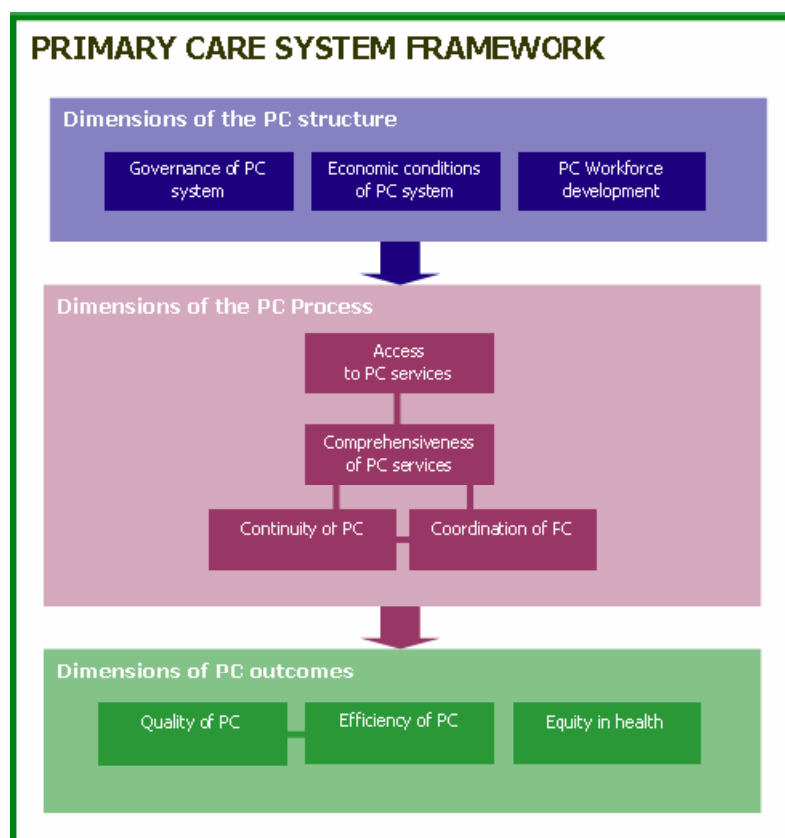 PRIMARY CARE SYSTEM FRAMEWORK
Dimensions of the PC structure
Governance of PC
system
Economic conditions
of PC system
PC Workforce
development
Dimensions of the PC Process
Access
to PC services
Comprehensiveness
of PC services
Continuity of PC
Coordination of FC
Dimensions of PC outcomes
Quality of PC
Efficiency of PC
Equity in health